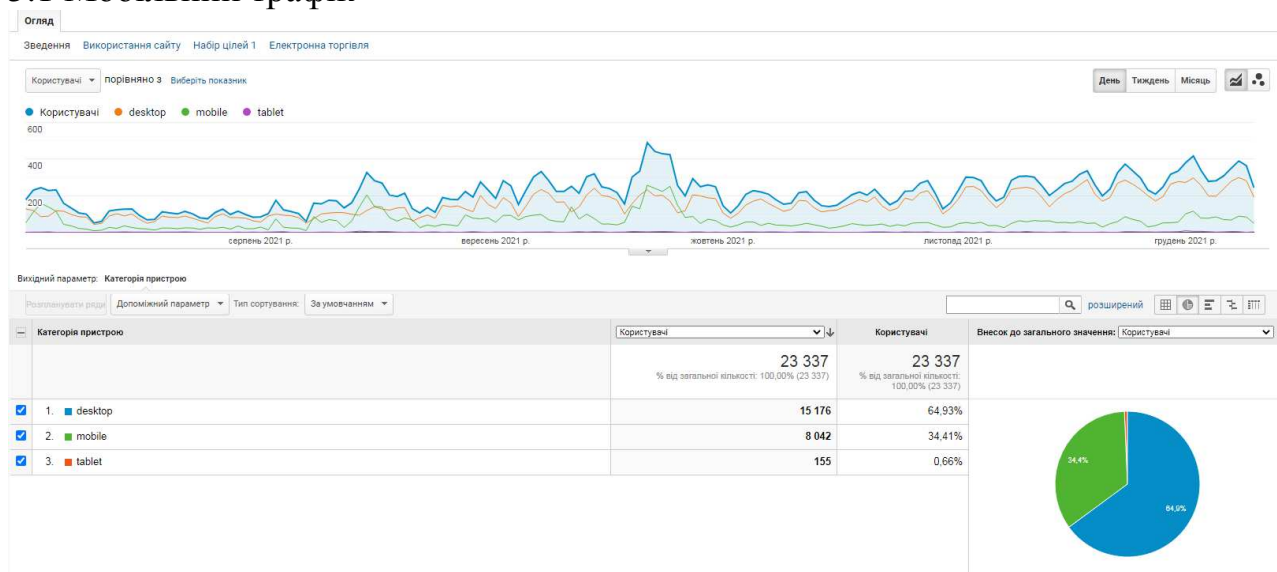 Огляд
Зведення Використання сайту Набір цілей 1 Електронна торгівля
Користувачі порівняно з Виберіть показник День Тиждень Місяць
Користувачі desktop mobile tablet
600
400
200
серпень 2021 р. вересень 2021 р. жовтень 2021 р. листопад 2021 р. грудень 2021 р.
Вихідний параметр: Категорія пристрою
Допоміжний параметр Тип сортування: За умовчанням розширений
Категорія пристрою Користувачі Користувачі Внесок до загального значення: Користувачі
23 337 23 337
% від загальної кількості: 100,00% (23 337) % від загальної кількості:
100,00% (23 337)
1. desktop 15 176 64,93%
2. mobile 8 042 34,41%
3. tablet 155 0,66%
34,4%
64,9%